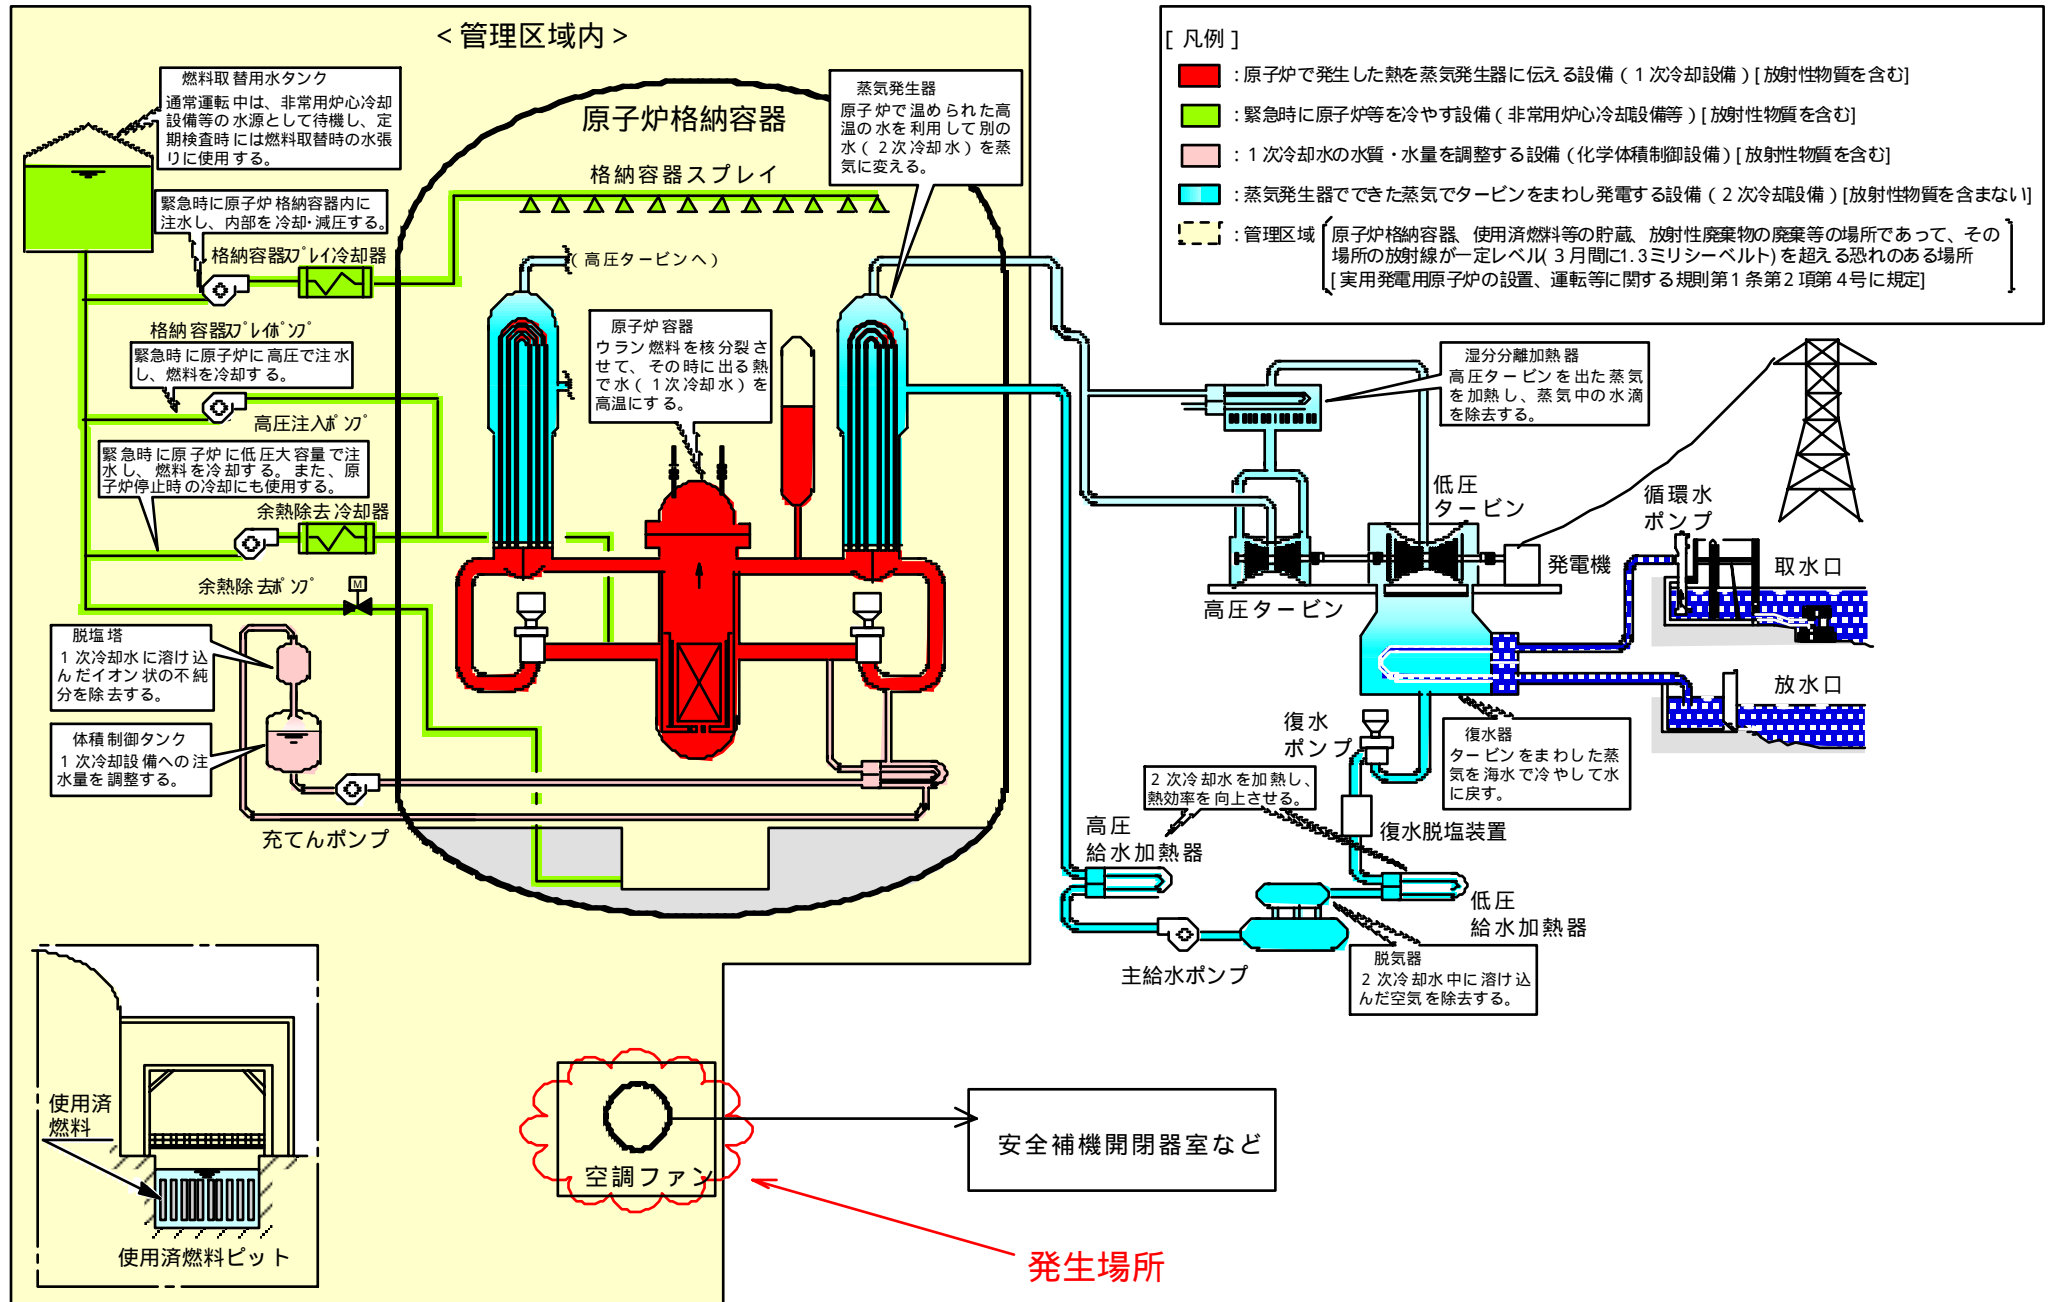 ＜管理区域内＞
燃料取替用水タンク
通常運転中は、非常用炉心冷却
設備等の水源として待機し、定
期検査時には燃料取替時の水張
りに使用する。
緊急時に原子炉格納容器内に
注水し、内部を冷却・減圧する。
格納容器ｽﾌﾟﾚｲ冷却器
格納容器ｽﾌﾟﾚｲﾎﾟﾝﾌﾟ
緊急時に原子炉に高圧で注水
し、燃料を冷却する。
高圧注入ﾎﾟﾝﾌﾟ
緊急時に原子炉に低圧大容量で注
水し、燃料を冷却する。また、原
子炉停止時の冷却にも使用する。
余熱除去冷却器
余熱除去ﾎﾟﾝﾌﾟ
M
脱塩塔
１次冷却水に溶け込
んだイオン状の不純
分を除去する。
体積制御タンク
１次冷却設備への注
水量を調整する。
充てんポンプ
原子炉格納容器
格納容器スプレイ
（高圧タービンへ）
蒸気発生器
原子炉で温められた高
温の水を利用して別の
水（２次冷却水）を蒸
気に変える。
原子炉容器
ウラン燃料を核分裂さ
せて、その時に出る熱
で水（１次冷却水）を
高温にする。
[ 凡例 ]
：原子炉で発生した熱を蒸気発生器に伝える設備（１次冷却設備）[放射性物質を含む]
：緊急時に原子炉等を冷やす設備（非常用炉心冷却設備等）[放射性物質を含む]
：１次冷却水の水質・水量を調整する設備（化学体積制御設備）[放射性物質を含む]
：蒸気発生器でできた蒸気でタービンをまわし発電する設備（２次冷却設備）[放射性物質を含まない]
：管理区域
原子炉格納容器、使用済燃料等の貯蔵、放射性廃棄物の廃棄等の場所であって、その
場所の放射線が一定レベル（３月間に1.3ミリシーベルト）を超える恐れのある場所
[実用発電用原子炉の設置、運転等に関する規則第１条第２項第４号に規定]
湿分分離加熱器
高圧タービンを出た蒸気
を加熱し、蒸気中の水滴
を除去する。
低圧
タービン
高圧タービン
発電機
循環水
ポンプ
取水口
放水口
復水
ポンプ
復水器
タービンをまわした蒸
気を海水で冷やして水
に戻す。
２次冷却水を加熱し、
熱効率を向上させる。
高圧
給水加熱器
復水脱塩装置
低圧
給水加熱器
主給水ポンプ
脱気器
２次冷却水中に溶け込
んだ空気を除去する。
使用済
燃料
使用済燃料ピット
空調ファン
安全補機開閉器室など
発生場所